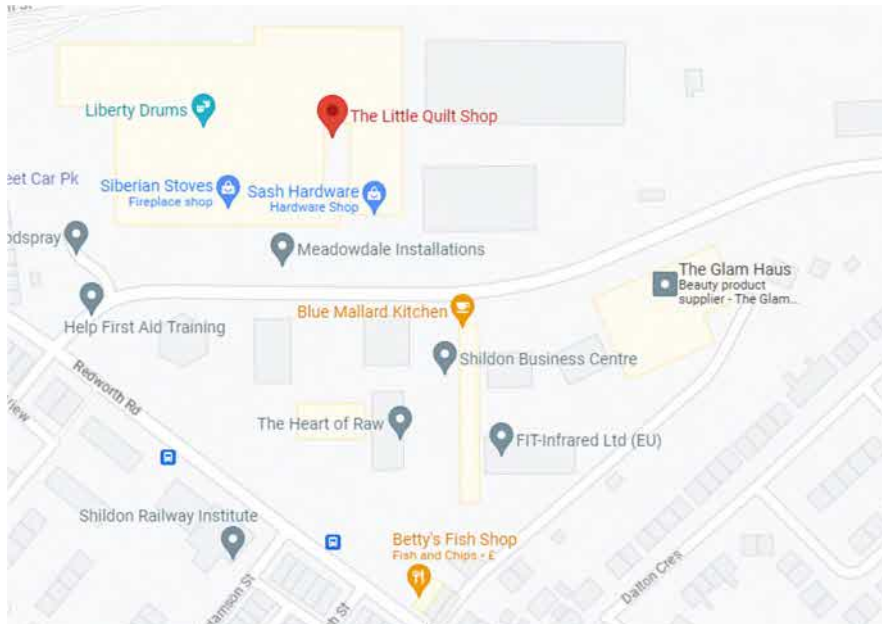 Liberty Drums
The Little Quilt Shop
eet Car Pk
Siberian Stoves
Fireplace shop
Sash Hardware
Hardware Shop
odspray
Meadowdale Installations
The Glam Haus
Beauty product
supplier - The Glam...
Blue Mallard Kitchen
Help First Aid Training
Shildon Business Centre
Redworth Rd
View
The Heart of Raw
FIT-Infrared Ltd (EU)
Shildon Railway Institute
Betty's Fish Shop
Fish and Chips • £
Dalton Cres
damson St